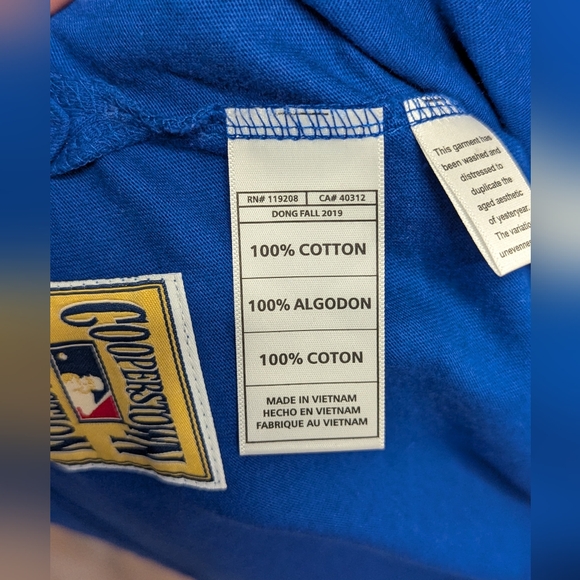 RN# 119208 CA# 40312
DONG FALL 2019
100% COTTON
100% ALGODON
100% COTON
MADE IN VIETNAM
HECHO EN VIETNAM
FABRIQUE AU VIETNAM
This garment has
been washed and
distressed to
duplicate the
aged aesthetic
of yesteryear.
The variation
unevenness
COOPERSTOWN